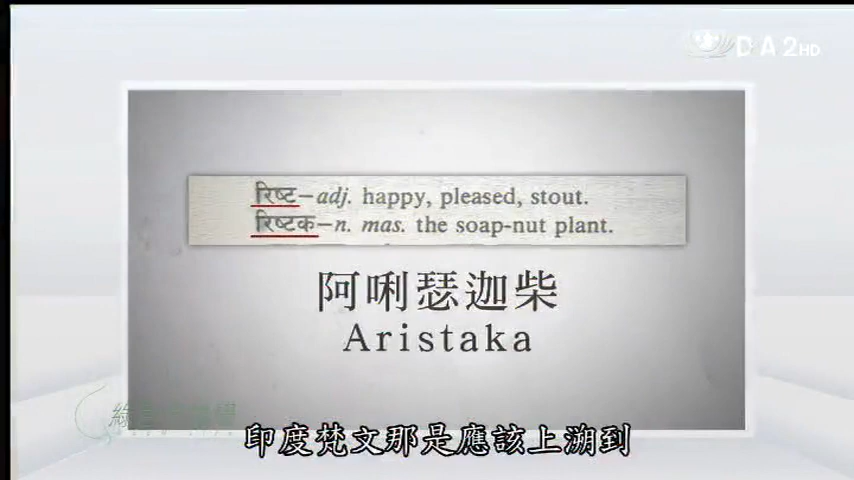 DA 2HD
रिष्ट—adj. happy, pleased, stout.
रिष्टक—n. mas. the soap-nut plant.
阿唎瑟迦柴
Aristaka
印度梵文那是應該上溯到